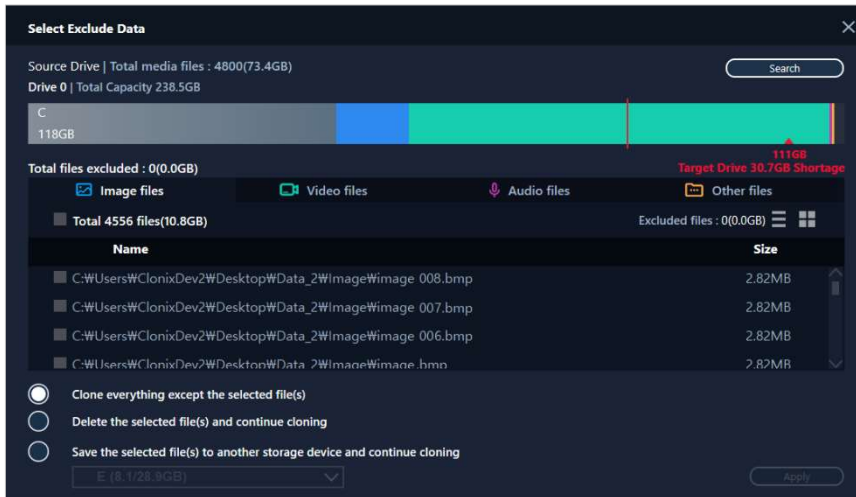 Select Exclude Data
Source Drive | Total media files : 4800(73.4GB)
Search
Drive 0 | Total Capacity 238.5GB
C
118GB
111GB
Total files excluded : 0(0.0GB)
Target Drive 30.7GB Shortage
Image files
Video files
Audio files
Other files
Total 4556 files(10.8GB)
Excluded files : 0(0.0GB)
Name
Size
C:₩Users₩ClonixDev2₩Desktop₩Data_2₩Image₩image 008.bmp
2.82MB
C:₩Users₩ClonixDev2₩Desktop₩Data_2₩Image₩image 007.bmp
2.82MB
C:₩Users₩ClonixDev2₩Desktop₩Data_2₩Image₩image 006.bmp
2.82MB
C:₩Users₩ClonixDev2₩Desktop₩Data_2₩Image₩image.bmp
2.82MB
Clone everything except the selected file(s)
Delete the selected file(s) and continue cloning
Save the selected file(s) to another storage device and continue cloning
E (8.1/28.9GB)
Apply